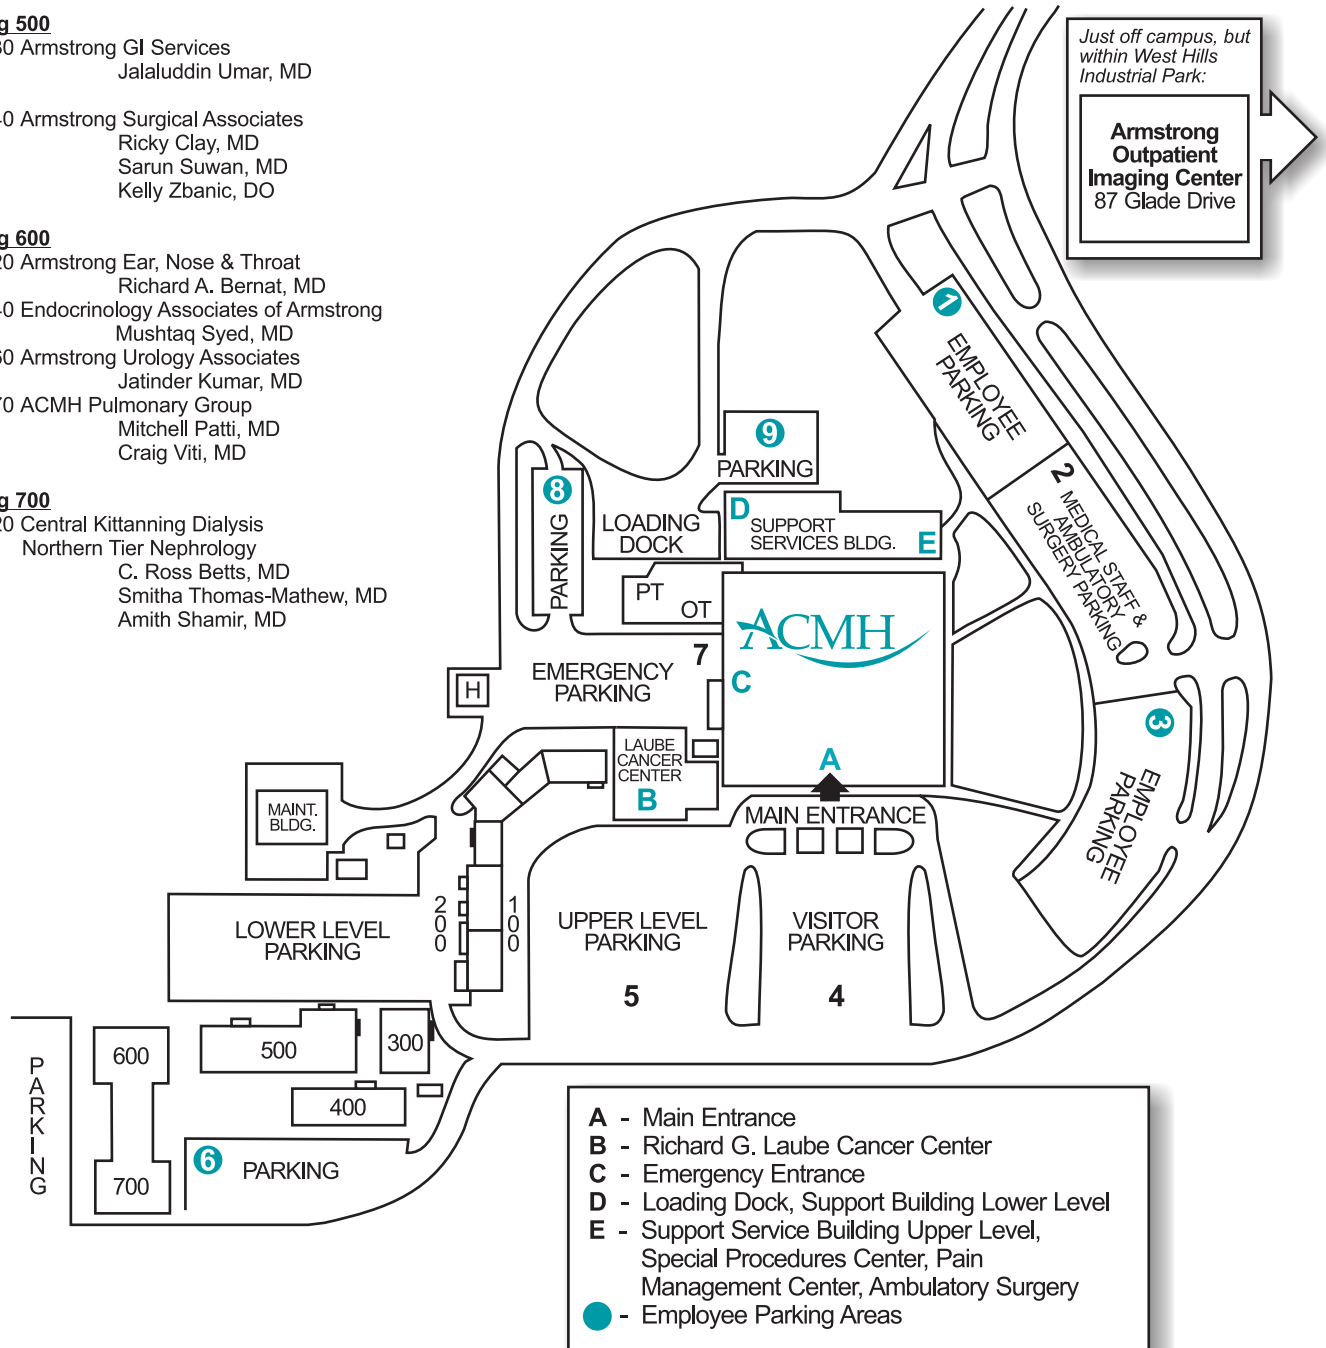 g 500
0 Armstrong GI Services
Jalaluddin Umar, MD
0 Armstrong Surgical Associates
Ricky Clay, MD
Sarun Suwan, MD
Kelly Zbanic, DO
g 600
20 Armstrong Ear, Nose & Throat
Richard A. Bernat, MD
0 Endocrinology Associates of Armstrong
Mushtaq Syed, MD
60 Armstrong Urology Associates
Jatinder Kumar, MD
70 ACMH Pulmonary Group
Mitchell Patti, MD
Craig Viti, MD
g 700
20 Central Kittanning Dialysis
Northern Tier Nephrology
C. Ross Betts, MD
Smitha Thomas-Mathew, MD
Amith Shamir, MD
Just off campus, but
within West Hills
Industrial Park:
Armstrong
Outpatient
Imaging Center
87 Glade Drive
1
EMPLOYEE
PARKING
2
MEDICAL STAFF &
AMBULATORY
SURGERY PARKING
3
EMPLOYEE
PARKING
9
PARKING
8
PARKING
LOADING
DOCK
D
SUPPORT
SERVICES BLDG.
E
PT
OT
ACMH
7
EMERGENCY
PARKING
C
H
LAUBE
CANCER
CENTER
B
A
MAIN ENTRANCE
MAINT.
BLDG.
LOWER LEVEL
PARKING
200
100
UPPER LEVEL
PARKING
5
VISITOR
PARKING
4
PARKING
600
500
300
400
700
6
PARKING
A - Main Entrance
B - Richard G. Laube Cancer Center
C - Emergency Entrance
D - Loading Dock, Support Building Lower Level
E - Support Service Building Upper Level,
Special Procedures Center, Pain
Management Center, Ambulatory Surgery
- Employee Parking Areas